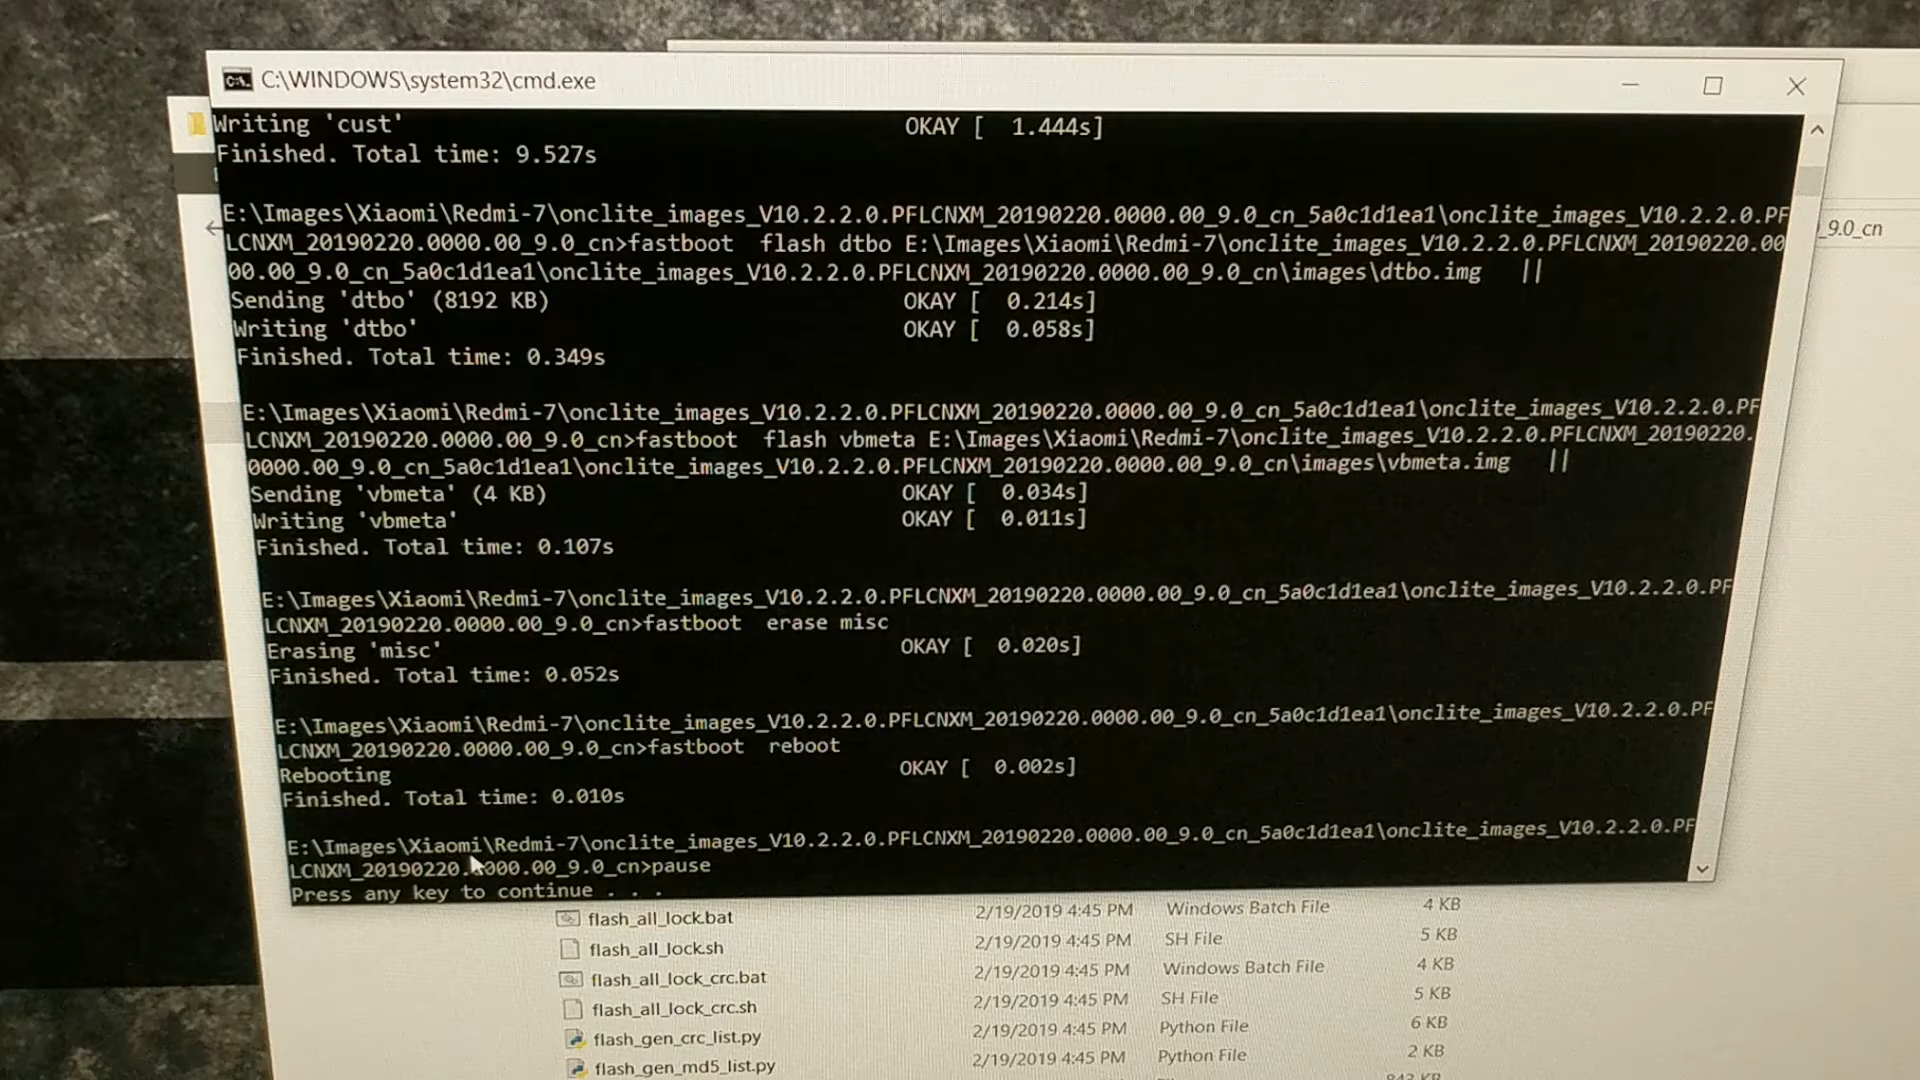 C:\WINDOWS\system32\cmd.exe
Writing 'cust' OKAY [ 1.444s]
Finished. Total time: 9.527s
E:\Images\Xiaomi\Redmi-7\onclite_images_V10.2.2.0.PFLCNXM_20190220.0000.00_9.0_cn_5a0c1d1ea1\onclite_images_V10.2.2.0.PF
LCNXM_20190220.0000.00_9.0_cn>fastboot flash dtbo E:\Images\Xiaomi\Redmi-7\onclite_images_V10.2.2.0.PFLCNXM_20190220.00
00.00_9.0_cn_5a0c1d1ea1\onclite_images_V10.2.2.0.PFLCNXM_20190220.0000.00_9.0_cn\images\dtbo.img ||
Sending 'dtbo' (8192 KB) OKAY [ 0.214s]
Writing 'dtbo' OKAY [ 0.058s]
Finished. Total time: 0.349s
E:\Images\Xiaomi\Redmi-7\onclite_images_V10.2.2.0.PFLCNXM_20190220.0000.00_9.0_cn_5a0c1d1ea1\onclite_images_V10.2.2.0.PF
LCNXM_20190220.0000.00_9.0_cn>fastboot flash vbmeta E:\Images\Xiaomi\Redmi-7\onclite_images_V10.2.2.0.PFLCNXM_20190220.
0000.00_9.0_cn_5a0c1d1ea1\onclite_images_V10.2.2.0.PFLCNXM_20190220.0000.00_9.0_cn\images\vbmeta.img ||
Sending 'vbmeta' (4 KB) OKAY [ 0.034s]
Writing 'vbmeta' OKAY [ 0.011s]
Finished. Total time: 0.107s
E:\Images\Xiaomi\Redmi-7\onclite_images_V10.2.2.0.PFLCNXM_20190220.0000.00_9.0_cn_5a0c1d1ea1\onclite_images_V10.2.2.0.PF
LCNXM_20190220.0000.00_9.0_cn>fastboot erase misc
Erasing 'misc' OKAY [ 0.020s]
Finished. Total time: 0.052s
E:\Images\Xiaomi\Redmi-7\onclite_images_V10.2.2.0.PFLCNXM_20190220.0000.00_9.0_cn_5a0c1d1ea1\onclite_images_V10.2.2.0.PF
LCNXM_20190220.0000.00_9.0_cn>fastboot reboot
Rebooting OKAY [ 0.002s]
Finished. Total time: 0.010s
E:\Images\Xiaomi\Redmi-7\onclite_images_V10.2.2.0.PFLCNXM_20190220.0000.00_9.0_cn_5a0c1d1ea1\onclite_images_V10.2.2.0.PF
LCNXM_20190220.0000.00_9.0_cn>pause
Press any key to continue . . .
_9.0_cn
flash_all_lock.bat 2/19/2019 4:45 PM Windows Batch File 4 KB
flash_all_lock.sh 2/19/2019 4:45 PM SH File 5 KB
flash_all_lock_crc.bat 2/19/2019 4:45 PM Windows Batch File 4 KB
flash_all_lock_crc.sh 2/19/2019 4:45 PM SH File 5 KB
flash_gen_crc_list.py 2/19/2019 4:45 PM Python File 6 KB
flash_gen_md5_list.py 2/19/2019 4:45 PM Python File 2 KB